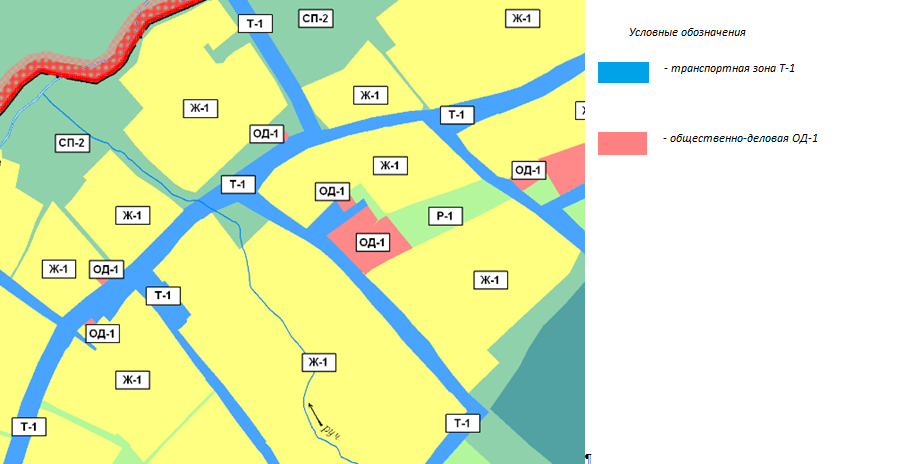 Т-1
СП-2
Ж-1
Условные обозначения
- транспортная зона Т-1
Ж-1
Ж-1
Т-1
ОД-1
СП-2
- общественно-деловая ОД-1
Ж-1
ОД-1
Т-1
ОД-1
Ж-1
Р-1
ОД-1
Ж-1
ОД-1
Ж-1
Т-1
ОД-1
Ж-1
Ж-1
Т-1
Т-1
руч.
¶